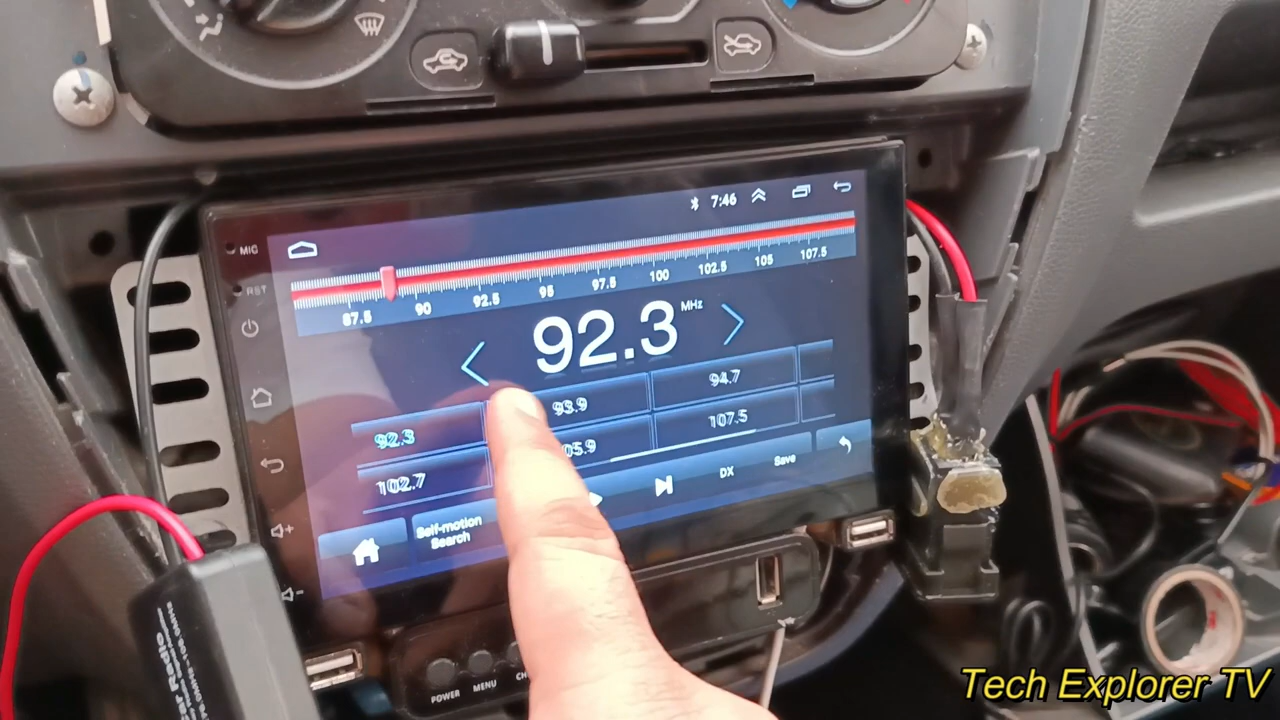 MIC
7:46
RST
87.5 90 92.5 95 97.5 100 102.5 105 107.5
92.3 MHz
92.3 93.9 94.7
102.7 107.5
Self-motion
Search
DX
Save
POWER
MENU
Radio
Tech Explorer TV